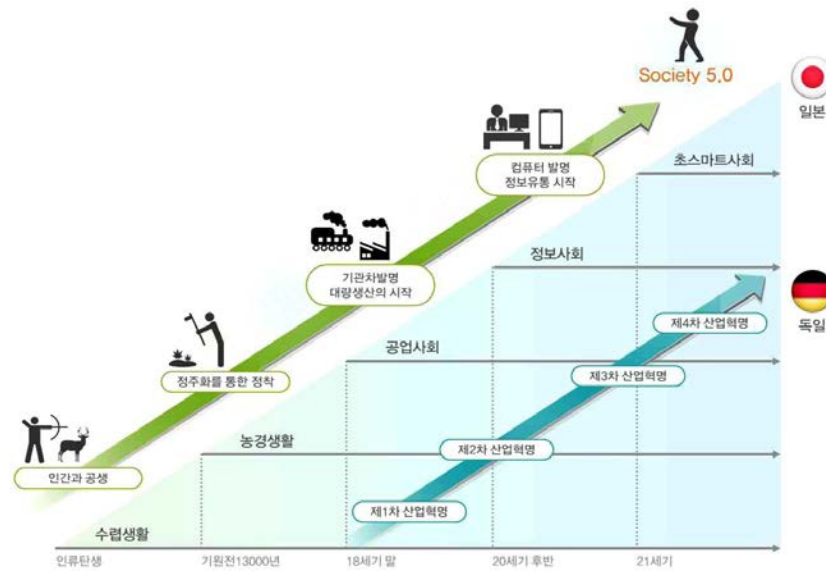 Society 5.0
일본
컴퓨터 발명
정보유통 시작
초스마트사회
정보사회
기관차발명
대량생산의 시작
독일
제4차 산업혁명
공업사회
제3차 산업혁명
정주화를 통한 정착
농경생활
제2차 산업혁명
인간과 공생
제1차 산업혁명
수렵생활
인류탄생
기원전13000년
18세기 말
20세기 후반
21세기